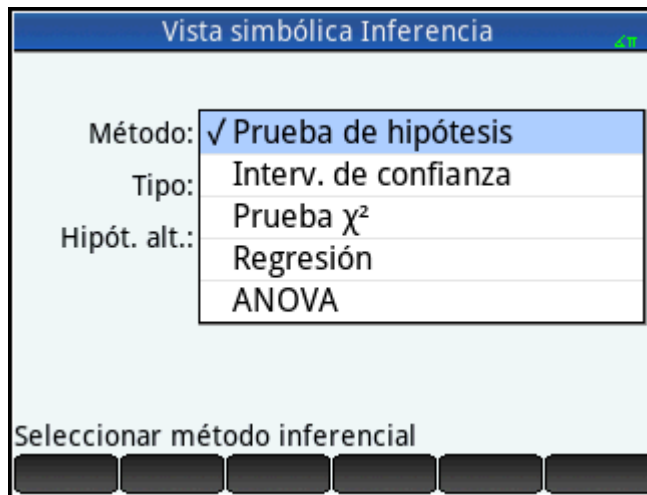 Vista simbólica Inferencia
∠π
Método: √ Prueba de hipótesis
Interv. de confianza
Tipo:
Prueba χ²
Hipót. alt.:
Regresión
ANOVA
Seleccionar método inferencial